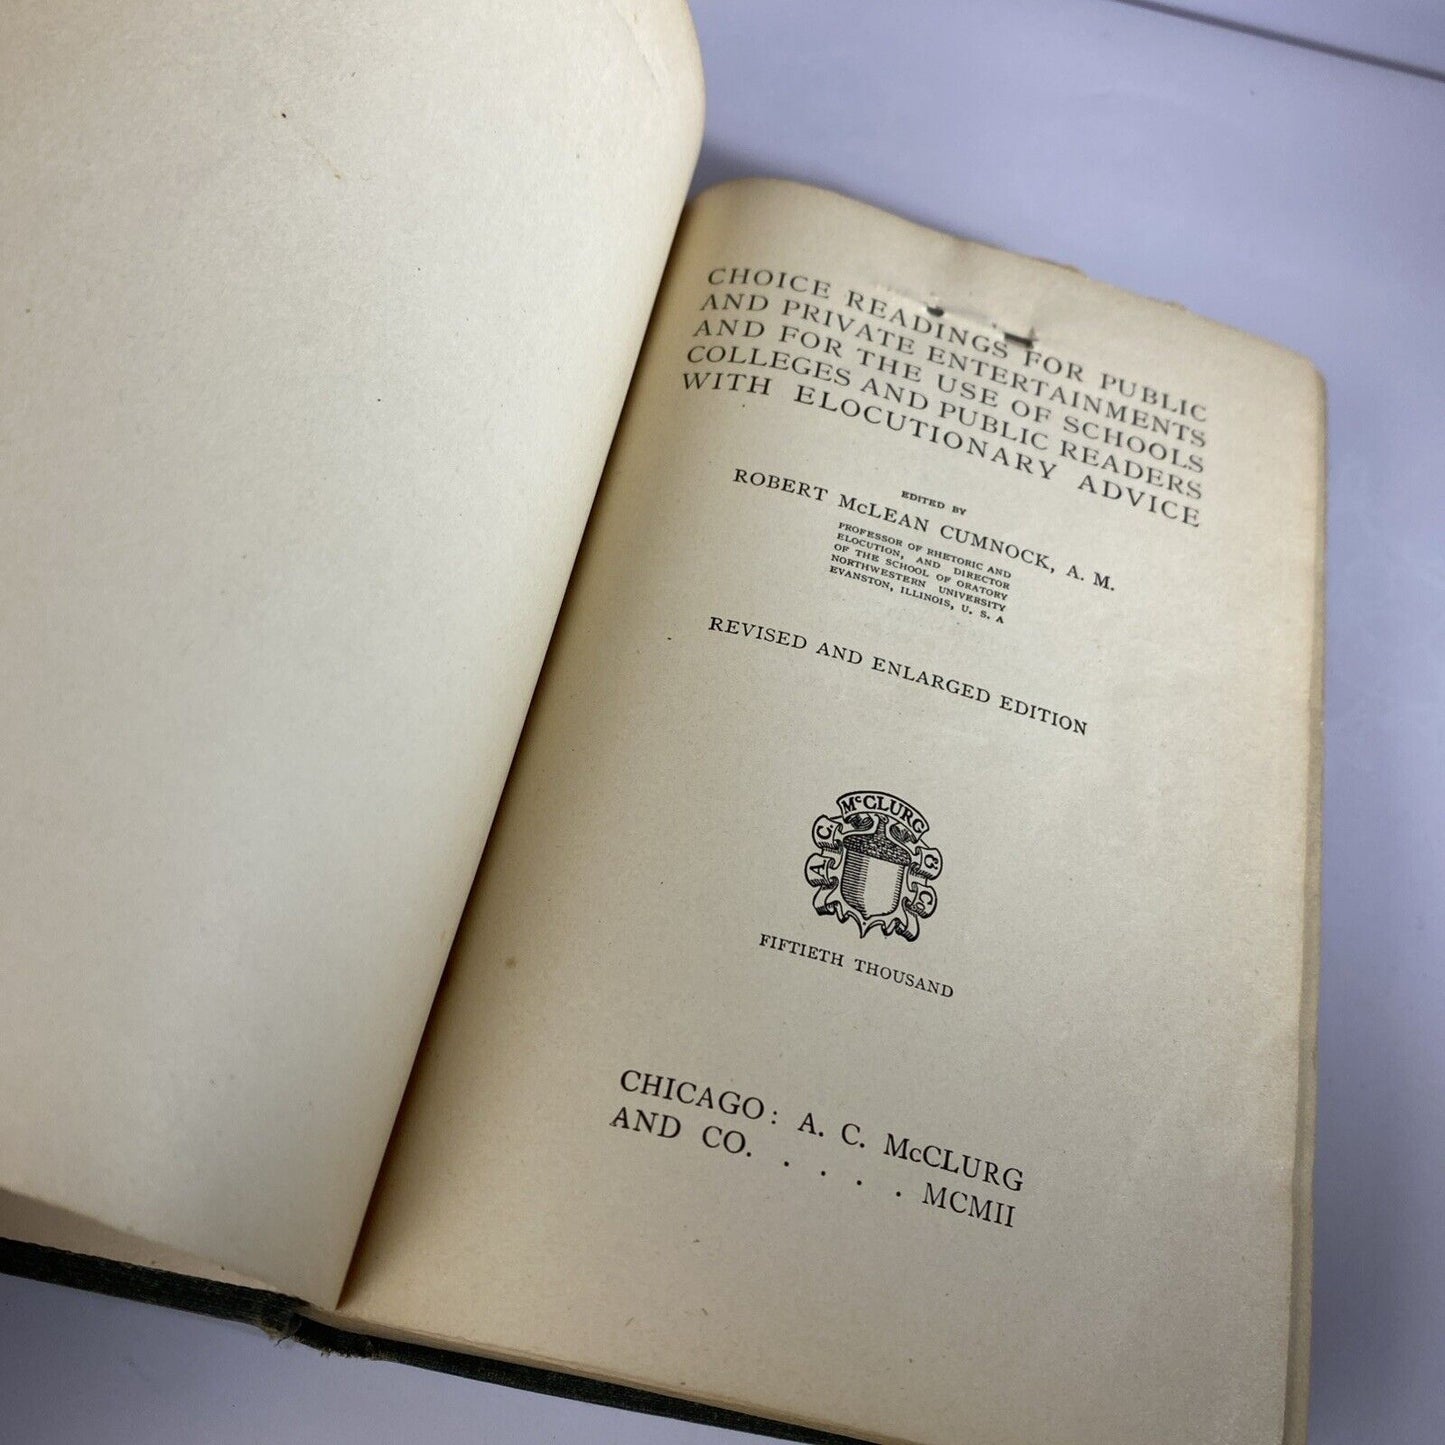 CHOICE READINGS FOR PUBLIC
AND PRIVATE ENTERTAINMENTS
AND FOR THE USE OF SCHOOLS
COLLEGES AND PUBLIC READERS
WITH ELOCUTIONARY ADVICE
EDITED BY
ROBERT McLEAN CUMNOCK, A. M.
PROFESSOR OF RHETORIC AND
ELOCUTION, AND DIRECTOR
OF THE SCHOOL OF ORATORY
NORTHWESTERN UNIVERSITY
EVANSTON, ILLINOIS, U. S. A
REVISED AND ENLARGED EDITION
A. C. McCLURG & Co.
FIFTIETH THOUSAND
CHICAGO: A. C. McCLURG
AND CO. . . . . MCMII